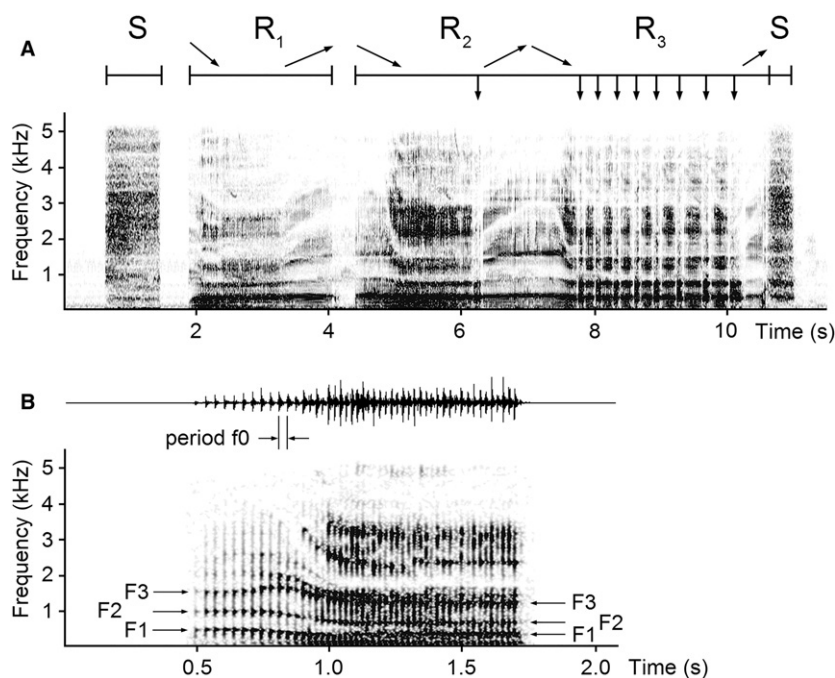 A
S R1 R2 R3 S
Frequency (kHz)
5
4
3
2
1
2 4 6 8 10 Time (s)
B
period f0
Frequency (kHz)
5
4
3
2
1
F3 F3
F2 F2
F1 F1
0.5 1.0 1.5 2.0 Time (s)